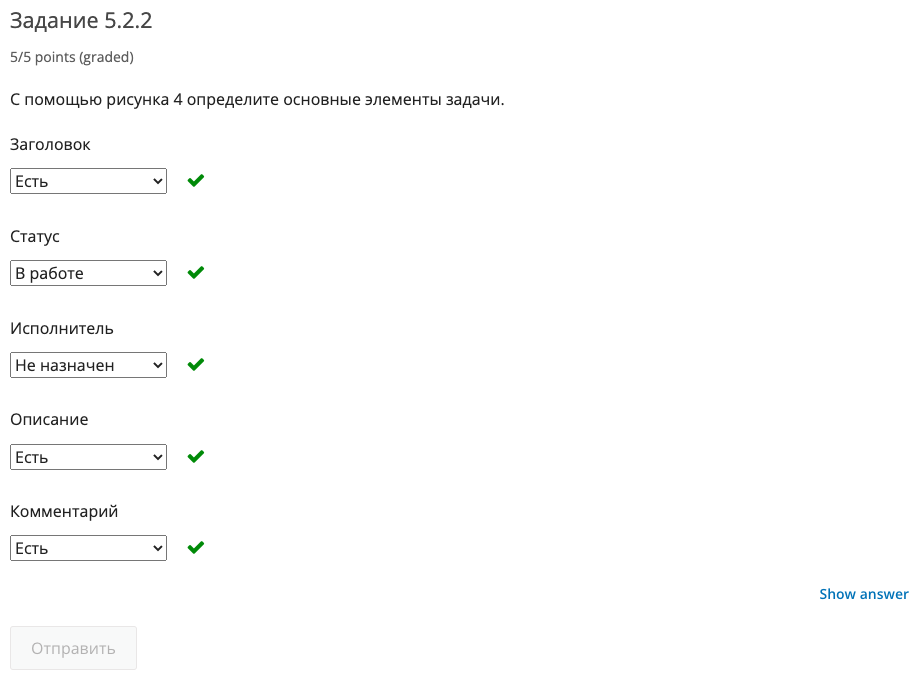 Задание 5.2.2
5/5 points (graded)
С помощью рисунка 4 определите основные элементы задачи.
Заголовок
Есть
Статус
В работе
Исполнитель
Не назначен
Описание
Есть
Комментарий
Есть
Show answer
Отправить